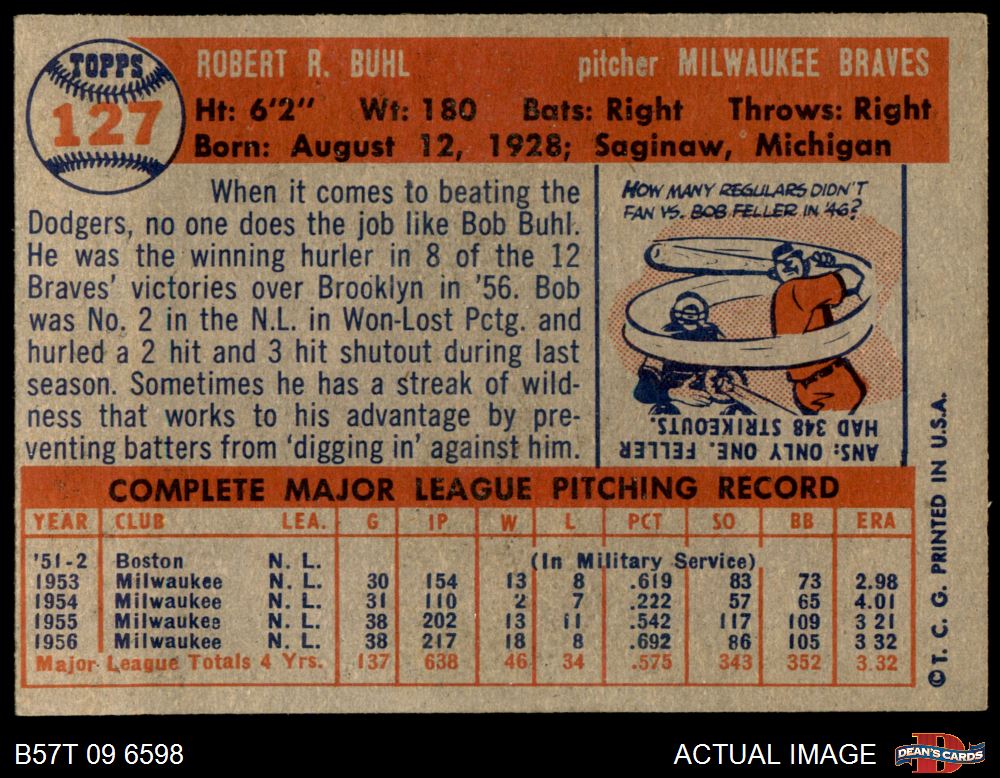 TOPPS
127
ROBERT R. BUHL pitcher MILWAUKEE BRAVES
Ht: 6'2" Wt: 180 Bats: Right Throws: Right
Born: August 12, 1928; Saginaw, Michigan
When it comes to beating the
Dodgers, no one does the job like Bob Buhl.
He was the winning hurler in 8 of the 12
Braves' victories over Brooklyn in '56. Bob
was No. 2 in the N.L. in Won-Lost Pctg. and
hurled a 2 hit and 3 hit shutout during last
season. Sometimes he has a streak of wild-
ness that works to his advantage by pre-
venting batters from 'digging in' against him.
HOW MANY REGULARS DIDN'T
FAN VS. BOB FELLER IN '46?
M
ANS: ONLY ONE. FELLER
HAD 348 STRIKEOUTS.
COMPLETE MAJOR LEAGUE PITCHING RECORD
YEAR CLUB LEA. G IP W L PCT SO BB ERA
'51-2 Boston N. L. (In Military Service)
1953 Milwaukee N. L. 30 154 13 8 .619 83 73 2.98
1954 Milwaukee N. L. 31 110 2 7 .222 57 65 4.01
1955 Milwaukee N. L. 38 202 13 11 .542 117 109 3 21
1956 Milwaukee N. L. 38 217 18 8 .692 86 105 3 32
Major League Totals 4 Yrs. 137 638 46 34 .575 343 352 3.32
© T. C. G. PRINTED IN U.S.A.
B57T 09 6598 ACTUAL IMAGE
DEAN'S CARDS